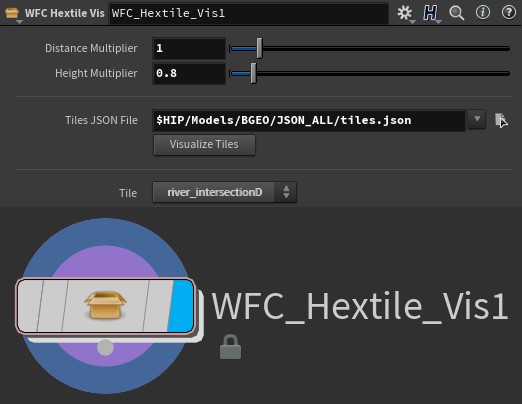 WFC Hextile Vis WFC_Hextile_Vis1
Distance Multiplier 1
Height Multiplier 0.8
Tiles JSON File $HIP/Models/BGEO/JSON_ALL/tiles.json
Visualize Tiles
Tile river_intersectionD
WFC_Hextile_Vis1